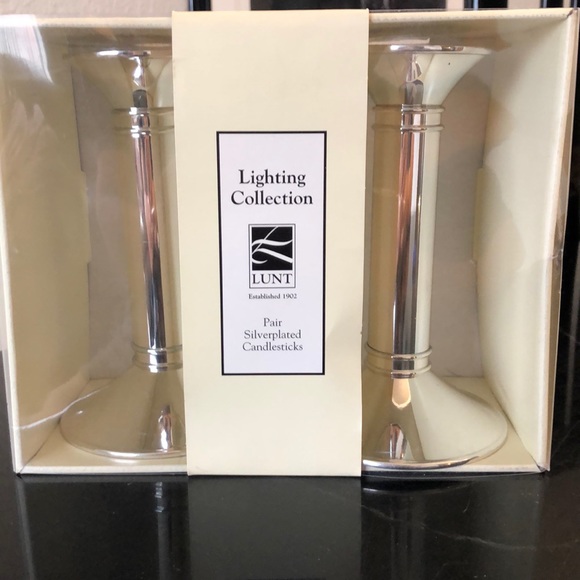 Lighting
Collection
LUNT
Established 1902
Pair
Silverplated
Candlesticks